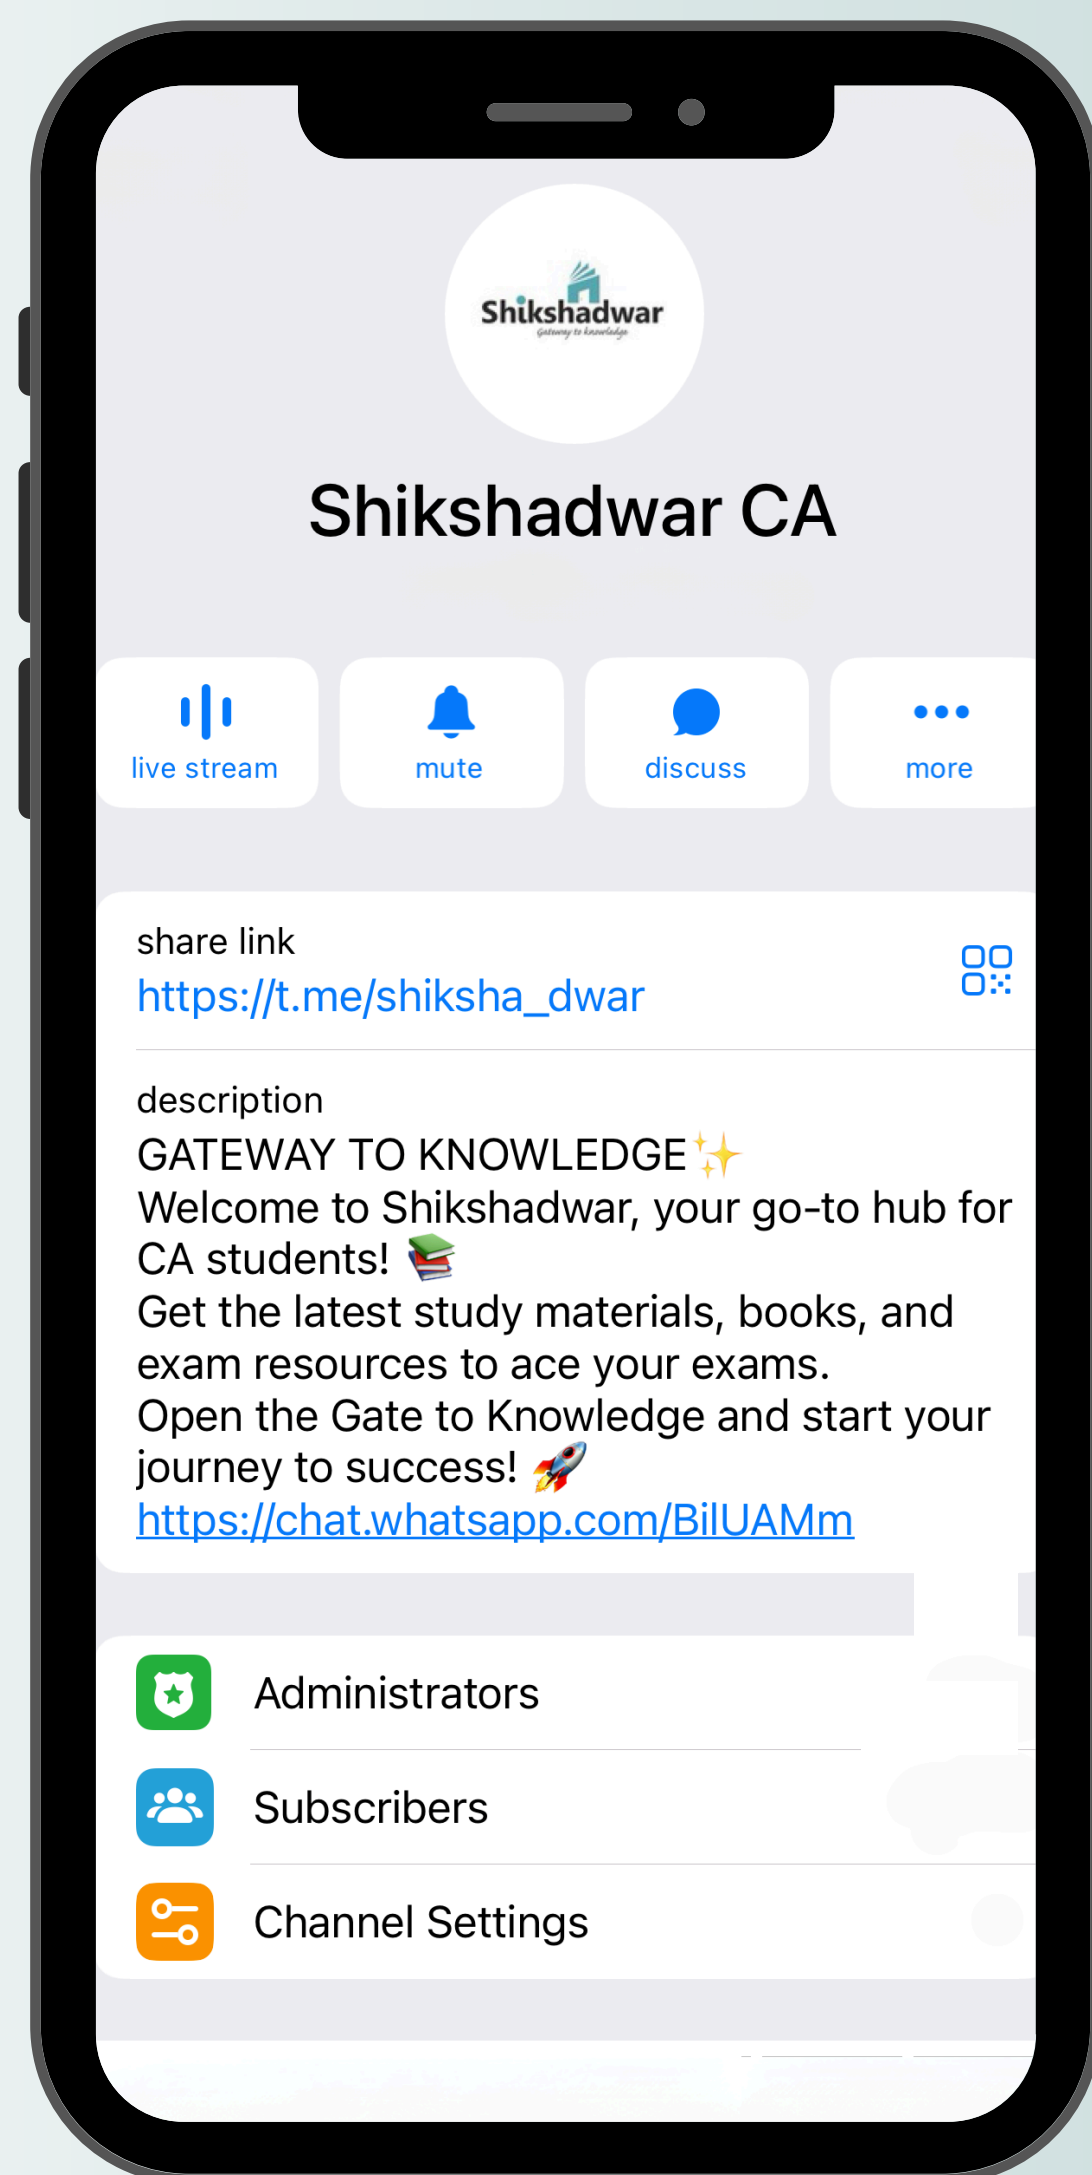 Shikshadwar
Gateway to knowledge
Shikshadwar CA
live stream
mute
discuss
more
share link
https://t.me/shiksha_dwar
description
GATEWAY TO KNOWLEDGE✨
Welcome to Shikshadwar, your go-to hub for
CA students! 📚
Get the latest study materials, books, and
exam resources to ace your exams.
Open the Gate to Knowledge and start your
journey to success! 🚀
https://chat.whatsapp.com/BilUAMm
Administrators
Subscribers
Channel Settings